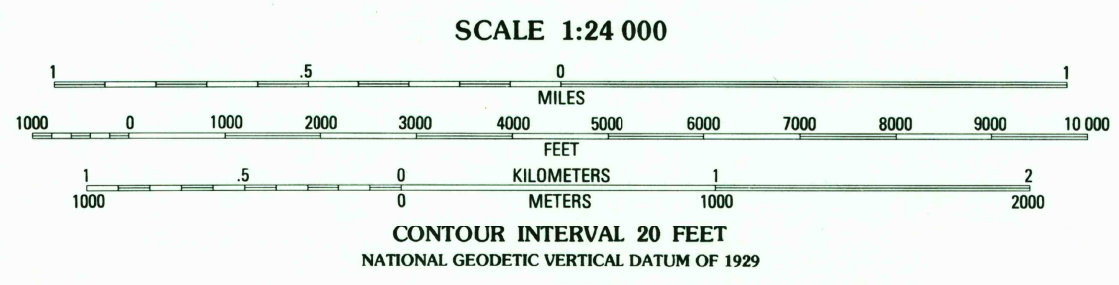 SCALE 1:24 000
1 .5 0 1
MILES
1000 0 1000 2000 3000 4000 5000 6000 7000 8000 9000 10 000
FEET
1 .5 0 KILOMETERS 1 2
1000 0 METERS 1000 2000
CONTOUR INTERVAL 20 FEET
NATIONAL GEODETIC VERTICAL DATUM OF 1929